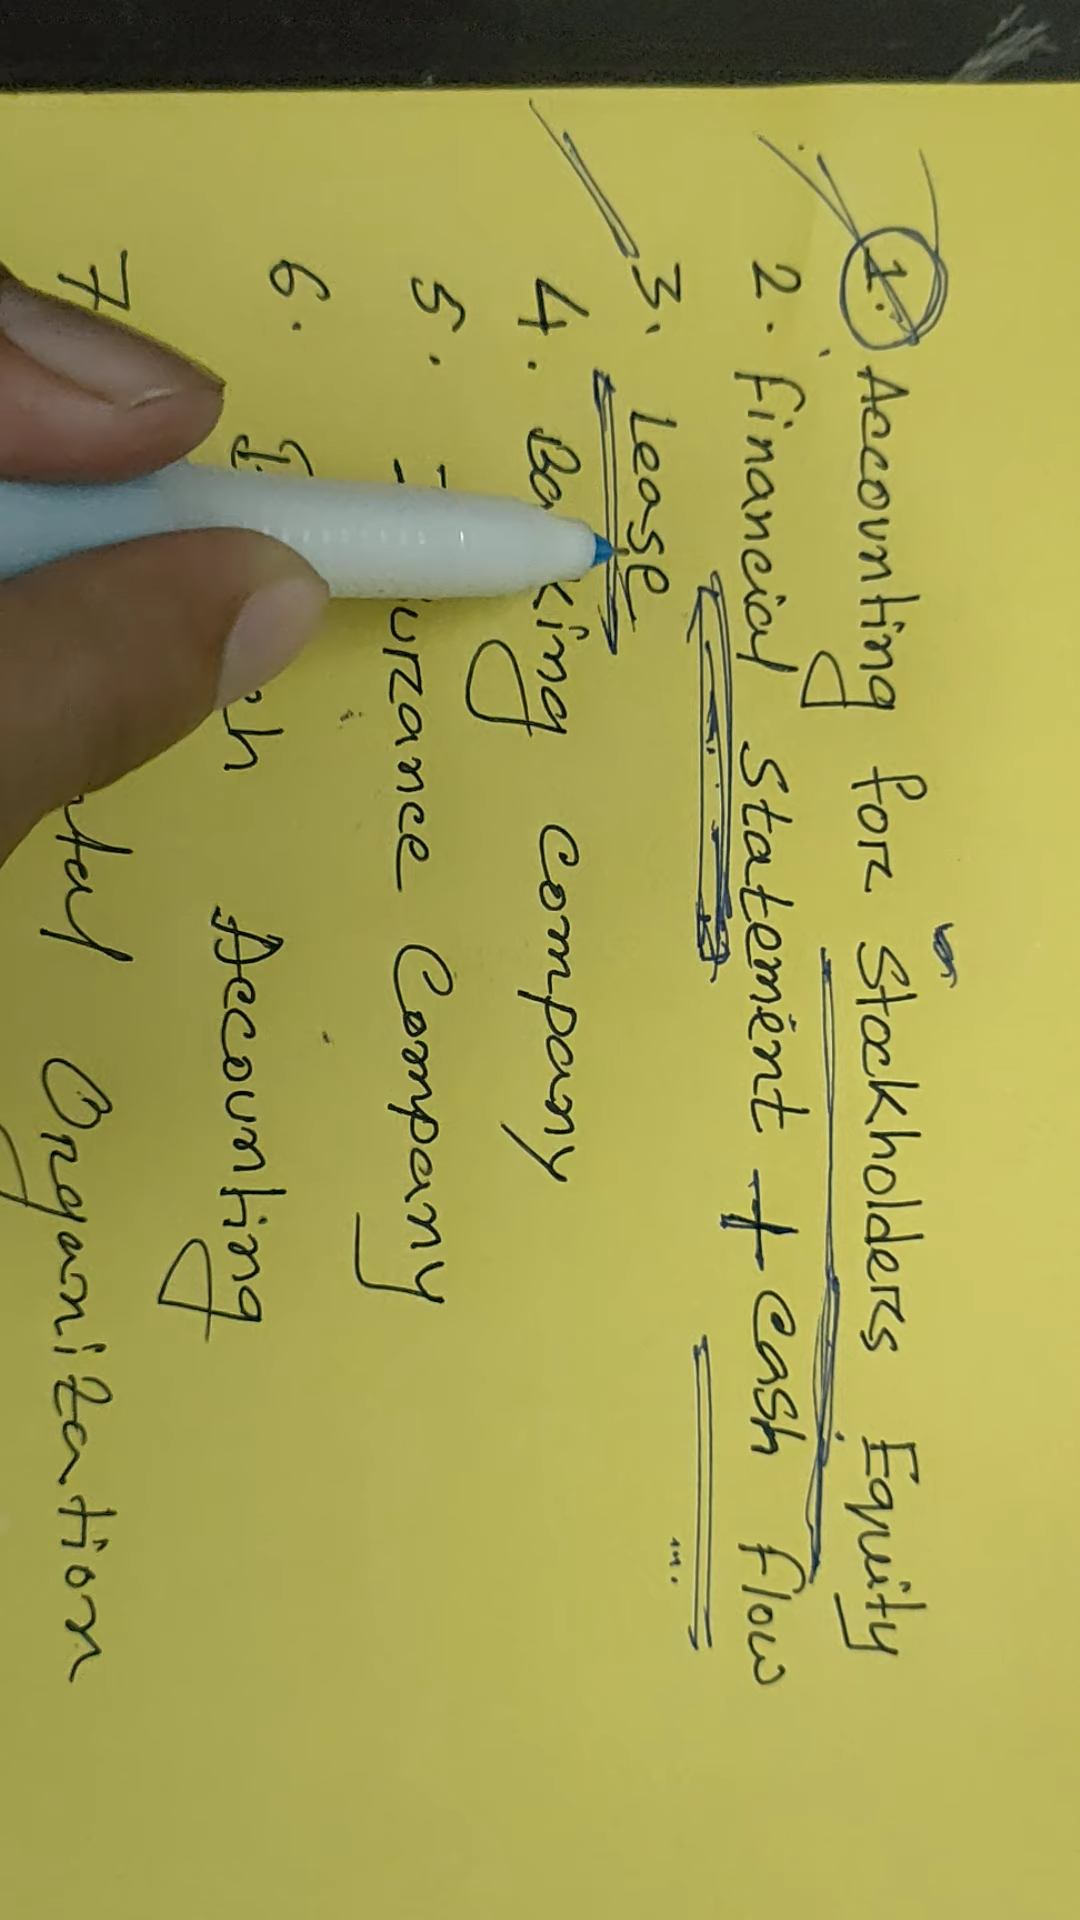 1. Accounting for Stockholders Equity
2. Financial Statement + Cash flow
3. Lease
4. Banking Company
5. Company
6. Accounting
7 Organization